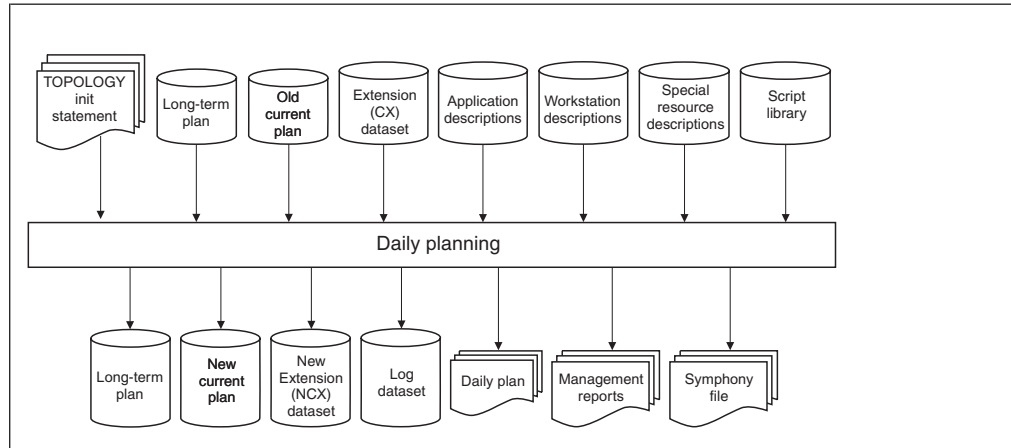 TOPOLOGY
init
statement
Long-term
plan
Old
current
plan
Extension
(CX)
dataset
Application
descriptions
Workstation
descriptions
Special
resource
descriptions
Script
library
Daily planning
Long-term
plan
New
current
plan
New
Extension
(NCX)
dataset
Log
dataset
Daily plan
Management
reports
Symphony
file